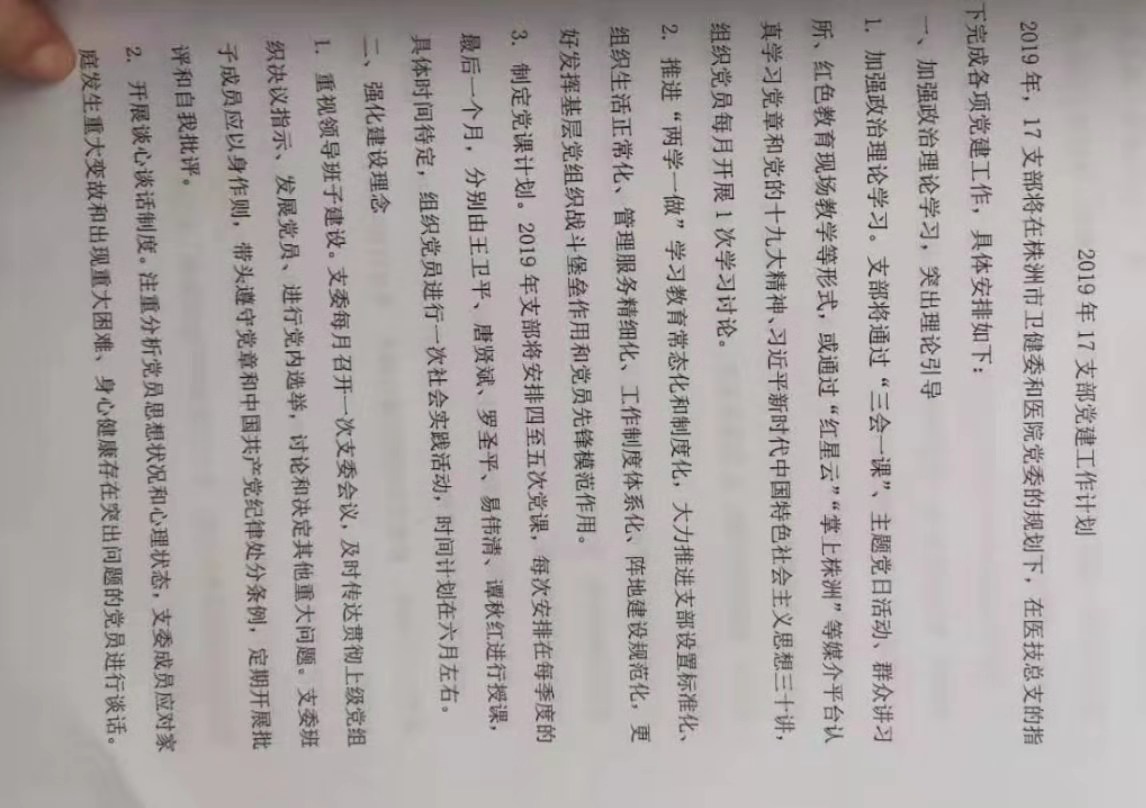 2019 年 17 支部党建工作计划
2019 年，17 支部将在株洲市卫健委和医院党委的规划下，在医技总支的指
下完成各项党建工作，具体安排如下：
一、加强政治理论学习，突出理论引导
1. 加强政治理论学习。支部将通过“三会一课”、主题党日活动、群众讲习
所、红色教育现场教学等形式，或通过“红星云”“掌上株洲”等媒介平台认
真学习党章和党的十九大精神、习近平新时代中国特色社会主义思想三十讲，
组织党员每月开展 1 次学习讨论。
2. 推进“两学一做”学习教育常态化和制度化，大力推进支部设置标准化、
组织生活正常化、管理服务精细化、工作制度体系化、阵地建设规范化，更
好发挥基层党组织战斗堡垒作用和党员先锋模范作用。
3. 制定党课计划。2019 年支部将安排四至五次党课，每次安排在每季度的
最后一个月，分别由王卫平、唐贤斌、罗圣平、易伟清、谭秋红进行授课，
具体时间待定，组织党员进行一次社会实践活动，时间计划在六月左右。
二、强化建设理念
1. 重视领导班子建设。支委每月召开一次支委会议，及时传达贯彻上级党组
织决议指示、发展党员、进行党内选举，讨论和决定其他重大问题。支委班
子成员应以身作则，带头遵守党章和中国共产党纪律处分条例，定期开展批
评和自我批评。
2. 开展谈心谈话制度。注重分析党员思想状况和心理状态，支委成员应对家
庭发生重大变故和出现重大困难、身心健康存在突出问题的党员进行谈话。